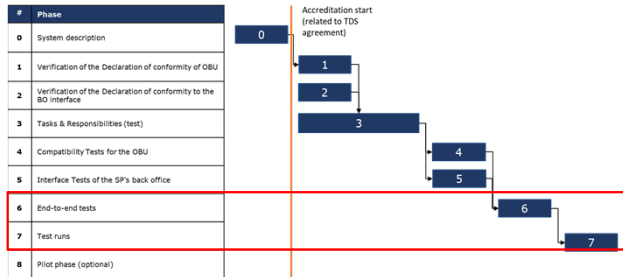 # Phase
Accreditation start
(related to TDS
agreement)
0 System description
0
1 Verification of the Declaration of conformity of OBU
1
2 Verification of the Declaration of conformity to the
BO interface
2
3 Tasks & Responsibilities (test)
3
4 Compatibility Tests for the OBU
4
5 Interface Tests of the SP's back office
5
6 End-to-end tests
6
7 Test runs
7
8 Pilot phase (optional)